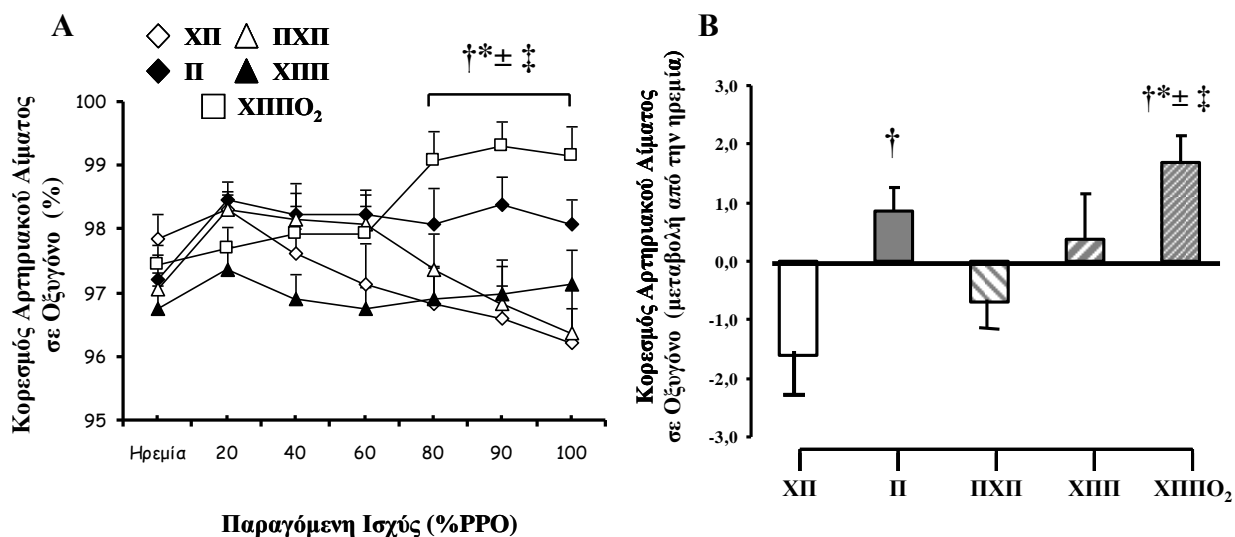 A
ΧΠ ΠΧΠ
Π ΧΠΠ
ΧΠΠΟ₂
†*± ‡
Κορεσμός Αρτηριακού Αίματος
σε Οξυγόνο (%)
100
99
98
97
96
95
Ηρεμία 20 40 60 80 90 100
Παραγόμενη Ισχύς (%PPO)
B
Κορεσμός Αρτηριακού Αίματος
σε Οξυγόνο (μεταβολή από την ηρεμία)
3,0
2,0
1,0
0,0
-1,0
-2,0
-3,0
†
†*± ‡
ΧΠ Π ΠΧΠ ΧΠΠ ΧΠΠΟ₂